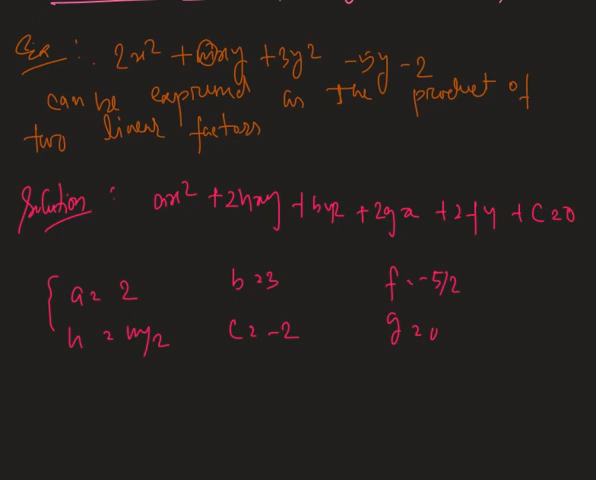 Ex : 2x² + mxy + 3y² - 5y - 2
can be expressed as the product of
two linear factors
Solution : ax² + 2hxy + by² + 2gx + 2fy + c = 0
a = 2 b = 3 f = -5/2
h = m/2 c = -2 g = 0